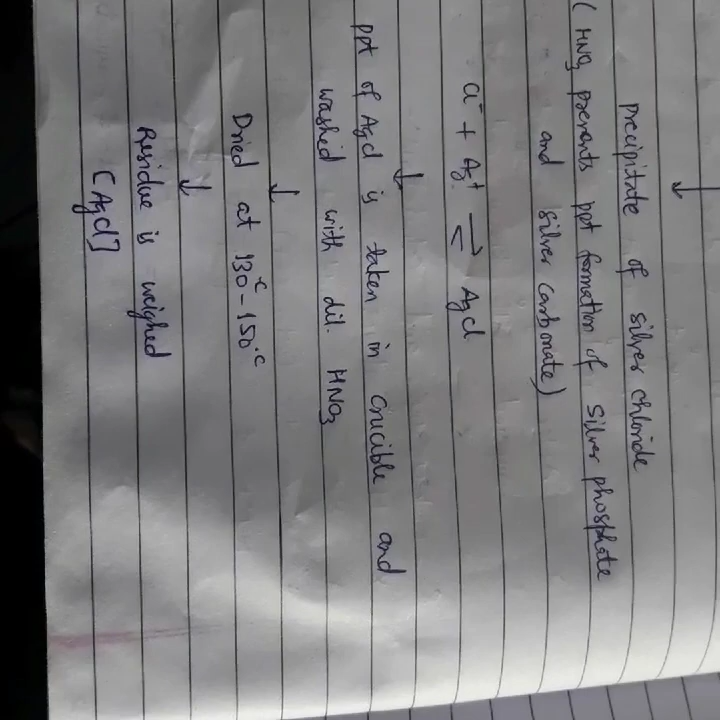 ↓
precipitate of silver chloride
( HNO3 prevents ppt formation of silver phosphate
and silver carbonate)
Cl⁻ + Ag⁺ ⇌ AgCl
↓
ppt of AgCl is taken in crucible and
washed with dil. HNO3
↓
Dried at 130°C - 150°C
↓
Residue is weighed
[AgCl]